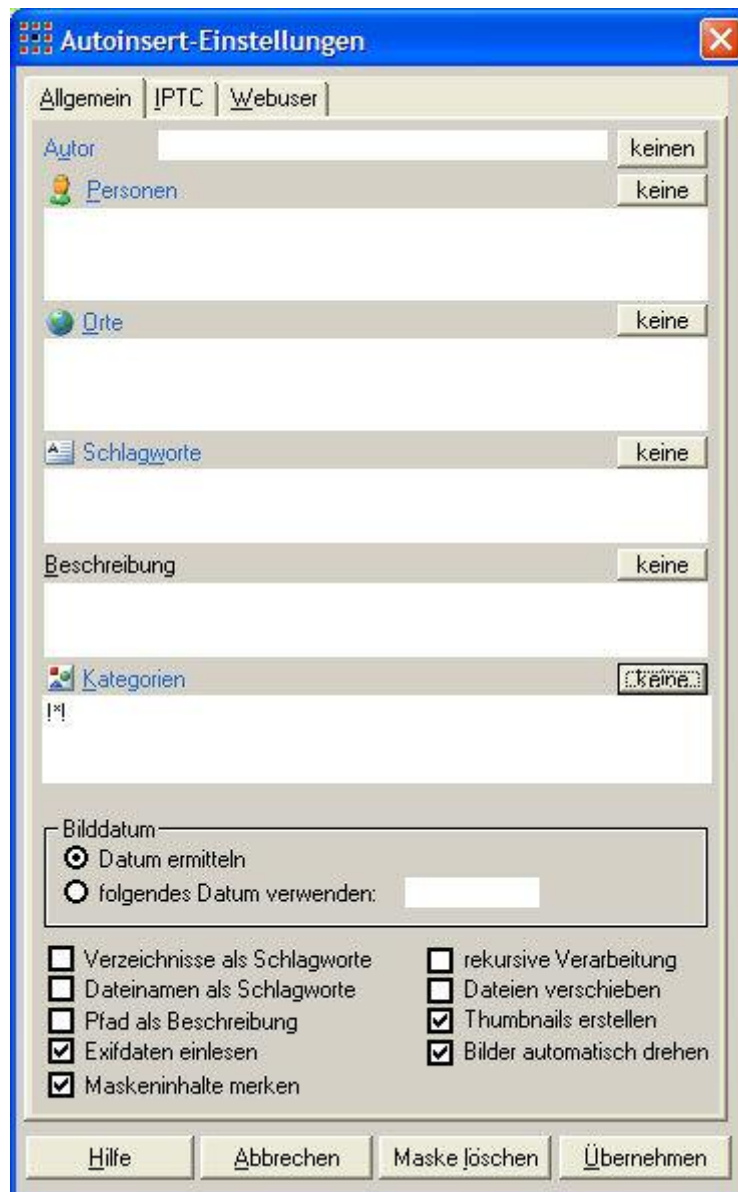 Autoinsert-Einstellungen
Allgemein IPTC Webuser
Autor keinen
Personen keine
Orte keine
Schlagworte keine
Beschreibung keine
Kategorien keine
!*!
Bilddatum
Datum ermitteln
folgendes Datum verwenden:
Verzeichnisse als Schlagworte
Dateinamen als Schlagworte
Pfad als Beschreibung
Exifdaten einlesen
Maskeninhalte merken
rekursive Verarbeitung
Dateien verschieben
Thumbnails erstellen
Bilder automatisch drehen
Hilfe Abbrechen Maske löschen Übernehmen